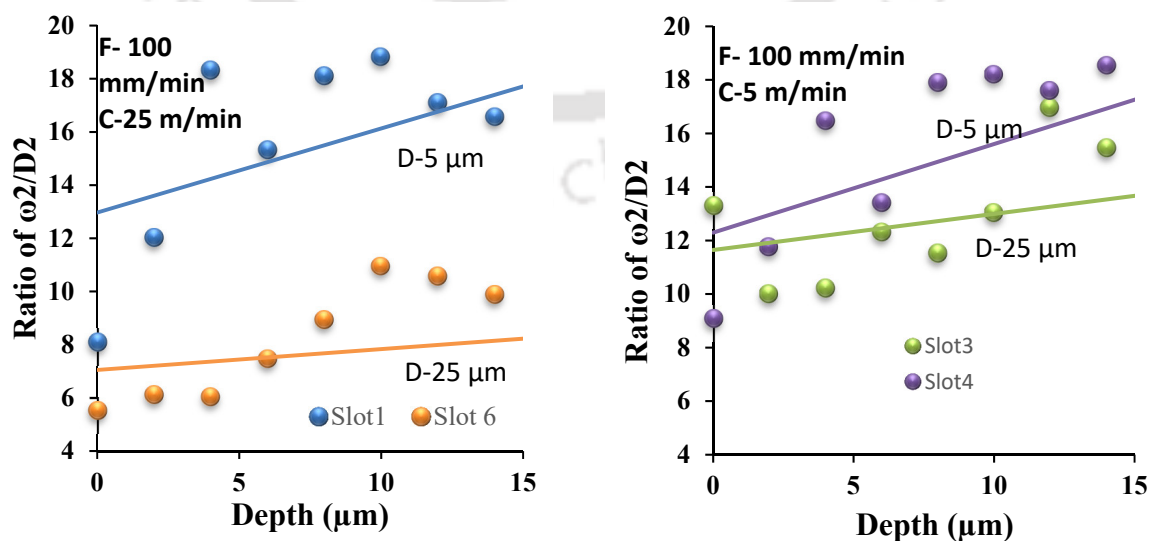 F- 100
mm/min
C-25 m/min
Ratio of ω2/D2
20
18
16
14
12
10
8
6
4
D-5 µm
D-25 µm
Slot1 Slot 6
0 5 10 15
Depth (µm)
F- 100 mm/min
C-5 m/min
Ratio of ω2/D2
20
18
16
14
12
10
8
6
4
D-5 µm
D-25 µm
Slot3
Slot4
0 5 10 15
Depth (µm)